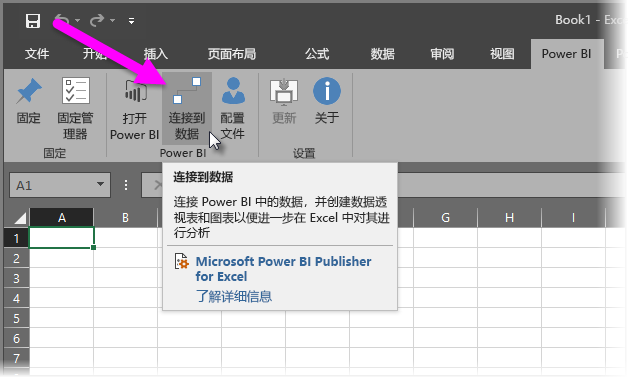 Book1 - Exce
文件 开始 插入 页面布局 公式 数据 审阅 视图 Power BI
固定 固定管理器 打开 Power BI 连接到数据 配置文件 更新 关于
固定 Power BI 设置
A1
连接到数据
连接 Power BI 中的数据，并创建数据透
视表和图表以便进一步在 Excel 中对其进
行分析
Microsoft Power BI Publisher
for Excel
了解详细信息
A B G H I
1
2
3
4
5
6
7